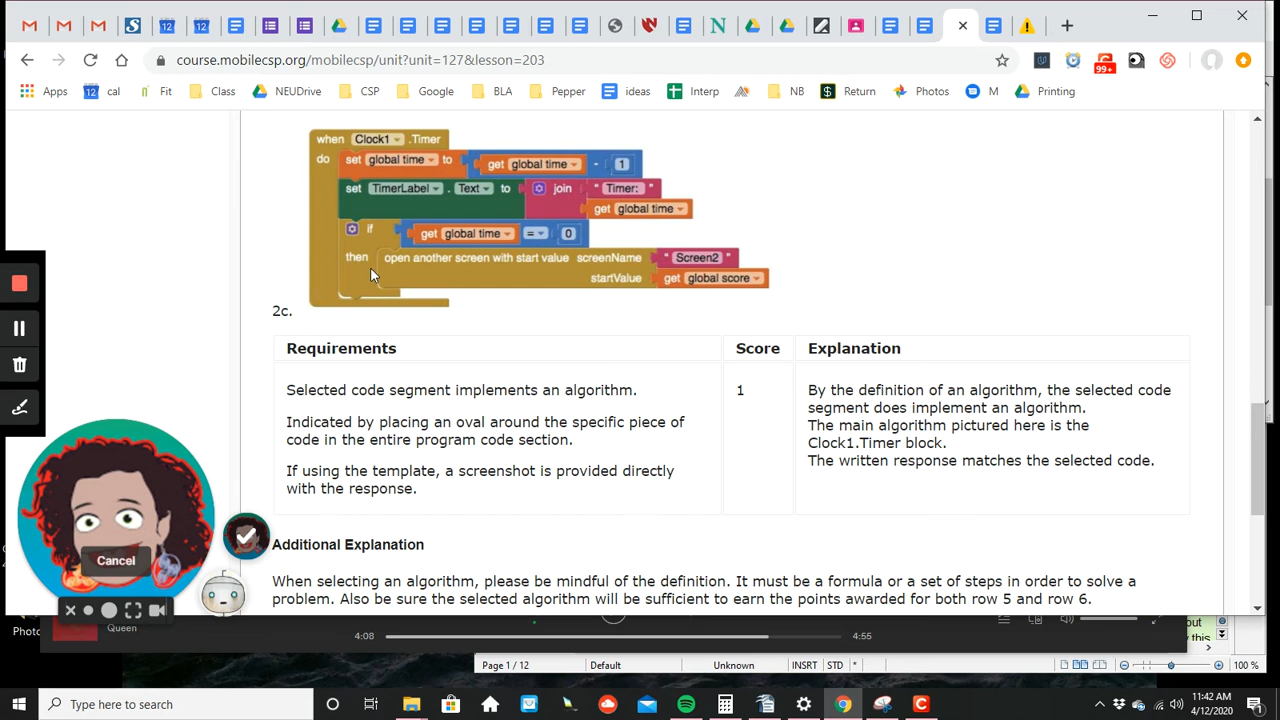 course.mobilecsp.org/mobilecsp/unit?unit=127&lesson=203
99+
Apps cal Fit Class NEUDrive CSP Google BLA Pepper ideas Interp NB Return Photos M Printing
when Clock1 .Timer
do set global time to get global time - 1
set TimerLabel . Text to join " Timer: "
get global time
if get global time = 0
then open another screen with start value screenName " Screen2 "
startValue get global score
2c.
Requirements Score Explanation
Selected code segment implements an algorithm.
Indicated by placing an oval around the specific piece of
code in the entire program code section.
If using the template, a screenshot is provided directly
with the response.
1
By the definition of an algorithm, the selected code
segment does implement an algorithm.
The main algorithm pictured here is the
Clock1.Timer block.
The written response matches the selected code.
Cancel
Additional Explanation
When selecting an algorithm, please be mindful of the definition. It must be a formula or a set of steps in order to solve a
problem. Also be sure the selected algorithm will be sufficient to earn the points awarded for both row 5 and row 6.
Photo
Queen
4:08 4:55
Page 1 / 12 Default Unknown INSRT STD * 100 %
Type here to search
11:42 AM
4/12/2020